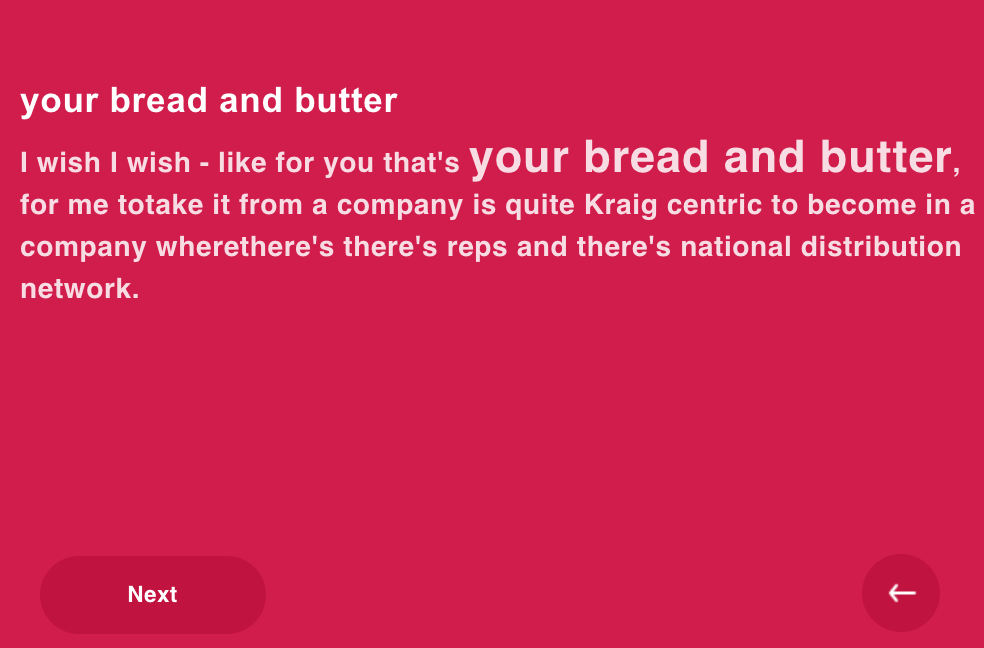 your bread and butter
I wish I wish - like for you that's your bread and butter,
for me totake it from a company is quite Kraig centric to become in a
company wherethere's there's reps and there's national distribution
network.
Next